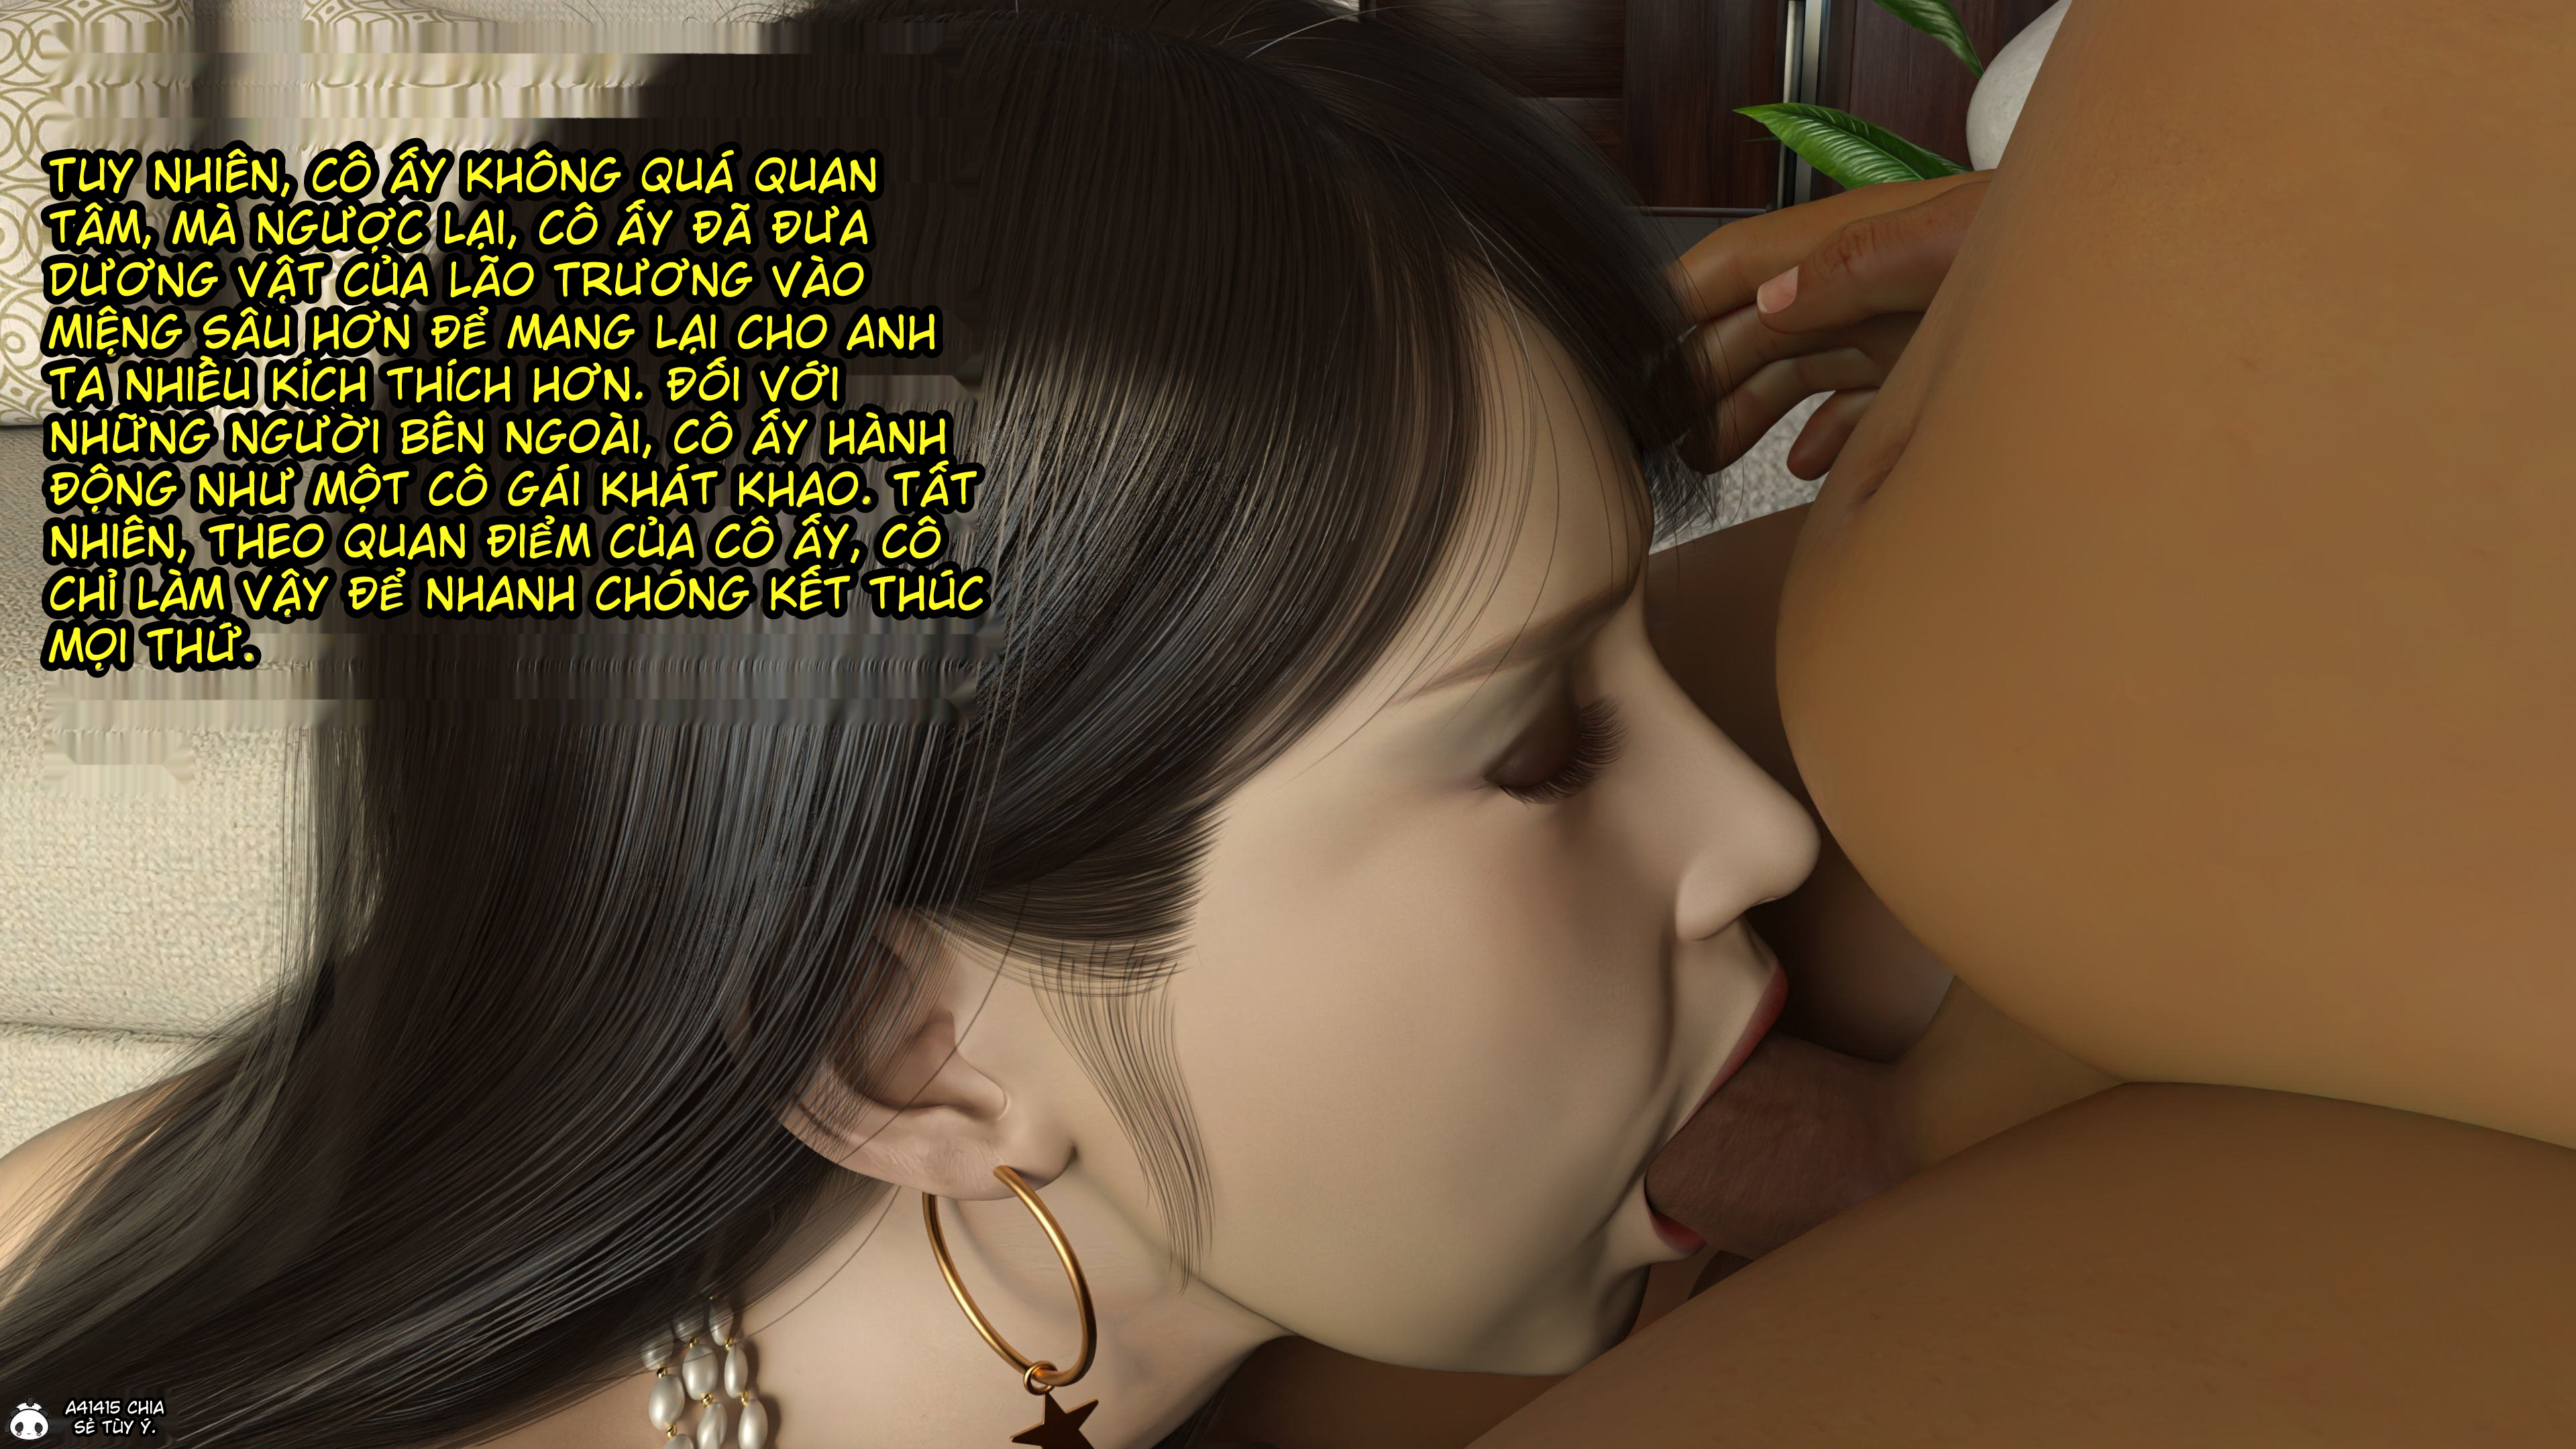 TUY NHIÊN, CÔ ẤY KHÔNG QUÁ QUAN
TÂM, MÀ NGƯỢC LẠI, CÔ ẤY ĐÃ ĐƯA
DƯƠNG VẬT CỦA LÃO TRƯƠNG VÀO
MIỆNG SÂU HƠN ĐỂ MANG LẠI CHO ANH
TA NHIỀU KÍCH THÍCH HƠN. ĐỐI VỚI
NHỮNG NGƯỜI BÊN NGOÀI, CÔ ẤY HÀNH
ĐỘNG NHƯ MỘT CÔ GÁI KHÁT KHAO. TẤT
NHIÊN, THEO QUAN ĐIỂM CỦA CÔ ẤY, CÔ
CHỈ LÀM VẬY ĐỂ NHANH CHÓNG KẾT THÚC
MỌI THỨ.
A41415 CHIA
SẺ TÙY Ý.